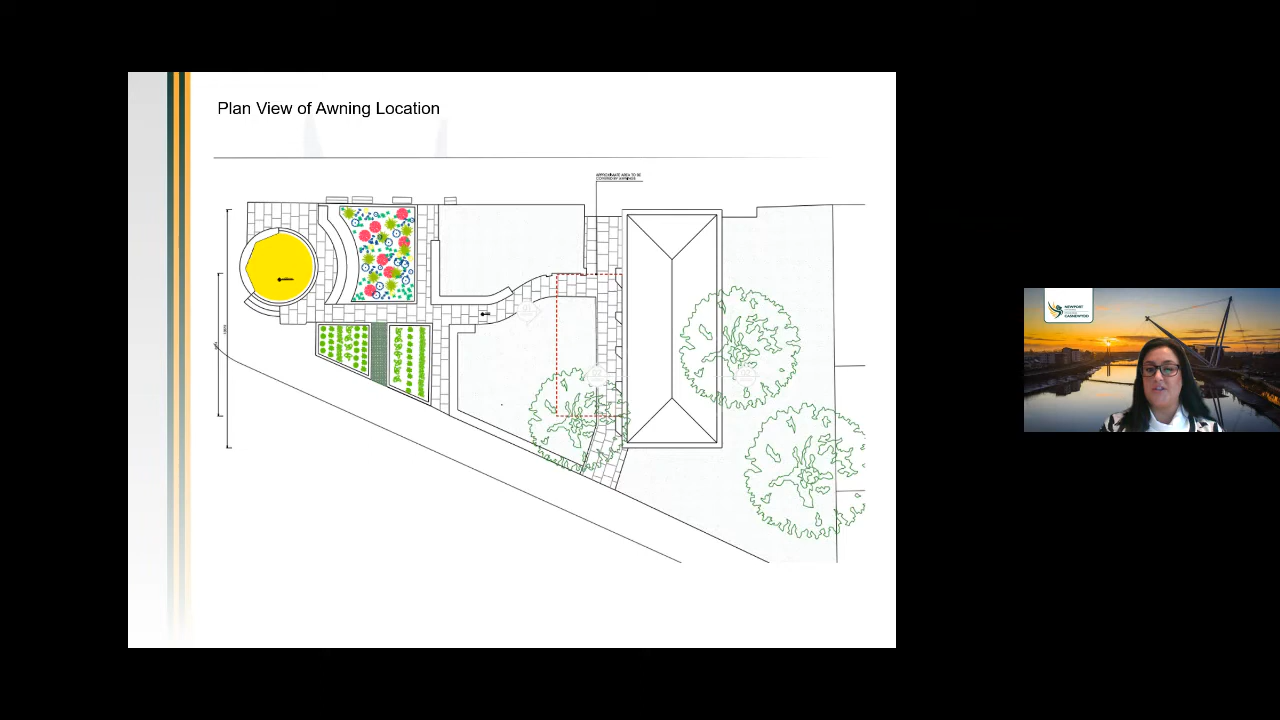 Plan View of Awning Location
APPROXIMATE AREA TO BE
COVERED BY AWNINGS
NEWPORT
CASNEWYDD